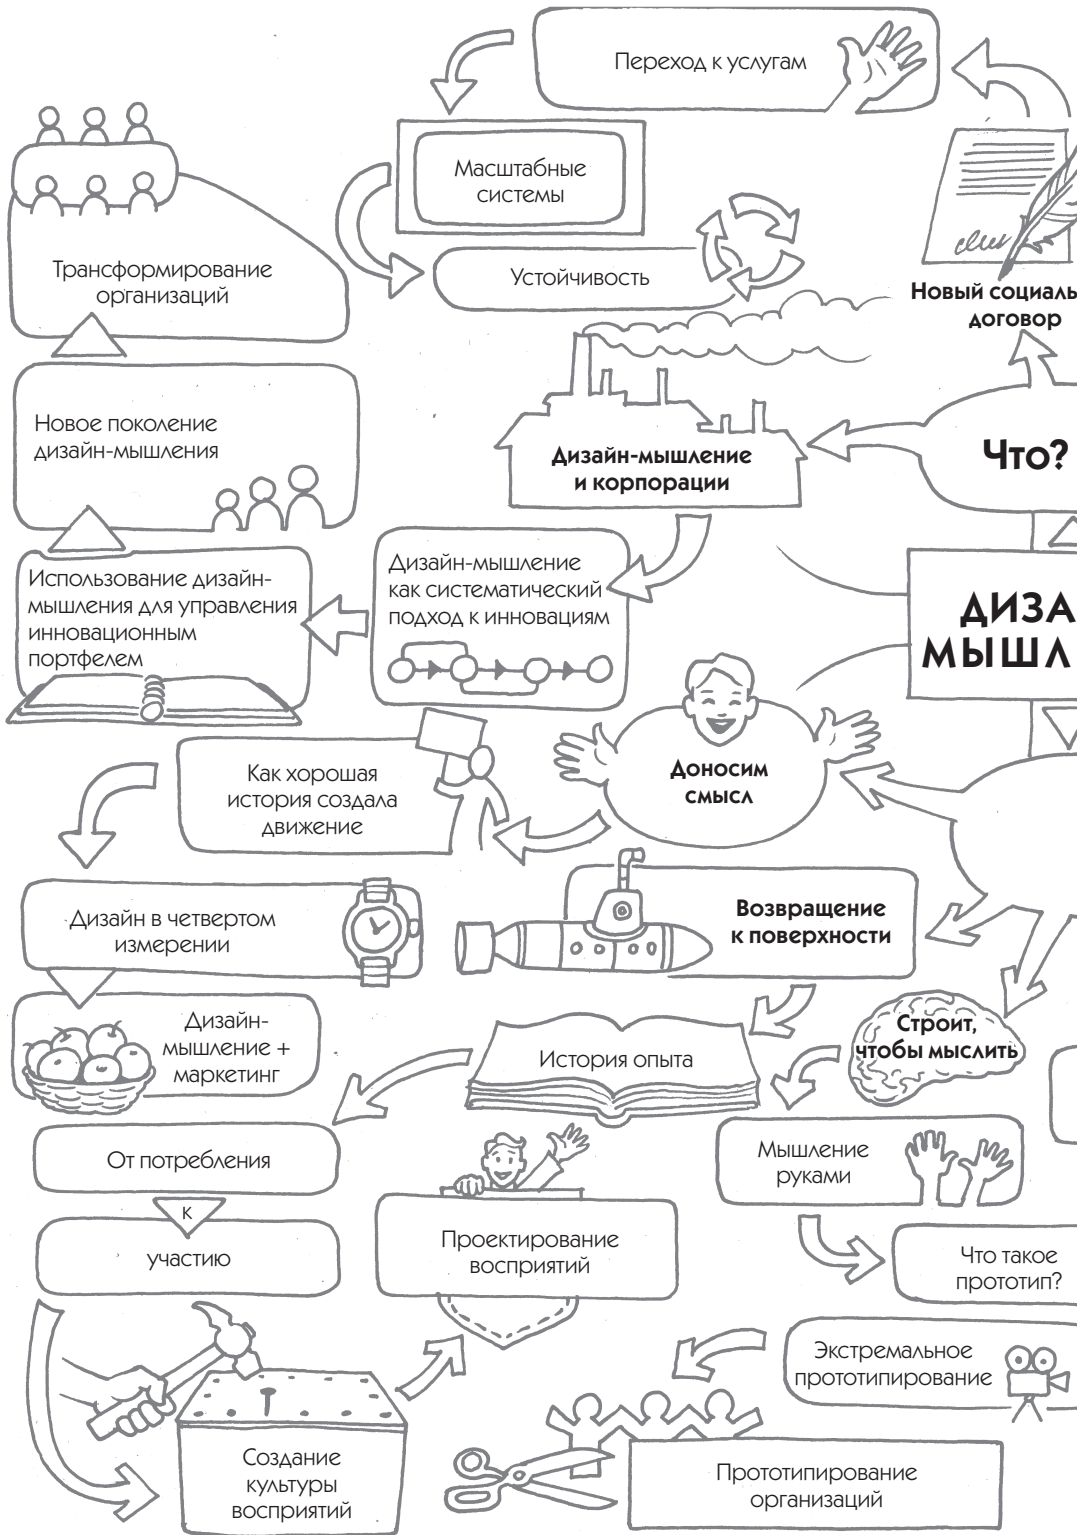 Переход к услугам
Масштабные
системы
Устойчивость
Новый социаль
договор
Трансформирование
организаций
Новое поколение
дизайн-мышления
Дизайн-мышление
и корпорации
Что?
Использование дизайн-
мышления для управления
инновационным
портфелем
Дизайн-мышление
как систематический
подход к инновациям
ДИЗА
МЫШЛ
Доносим
смысл
Как хорошая
история создала
движение
Дизайн в четвертом
измерении
Возвращение
к поверхности
Дизайн-
мышление +
маркетинг
История опыта
Строит,
чтобы мыслить
От потребления
к
участию
Мышление
руками
Проектирование
восприятий
Что такое
прототип?
Экстремальное
прототипирование
Создание
культуры
восприятий
Прототипирование
организаций